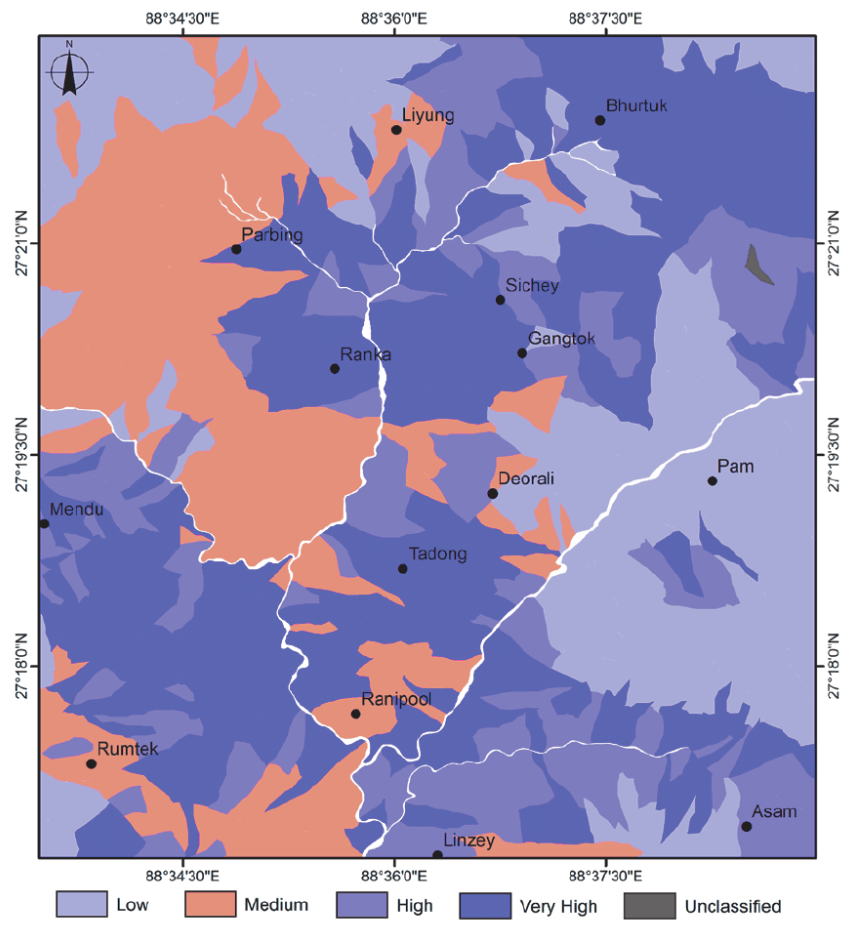 88°34'30"E 88°36'0"E 88°37'30"E
N
Bhurtuk
Liyung
27°21'0"N 27°21'0"N
Parbing
Sichey
Gangtok
Ranka
27°19'30"N 27°19'30"N
Pam
Deorali
Mendu
Tadong
27°18'0"N 27°18'0"N
Ranipool
Rumtek
Asam
Linzey
88°34'30"E 88°36'0"E 88°37'30"E
Low Medium High Very High Unclassified